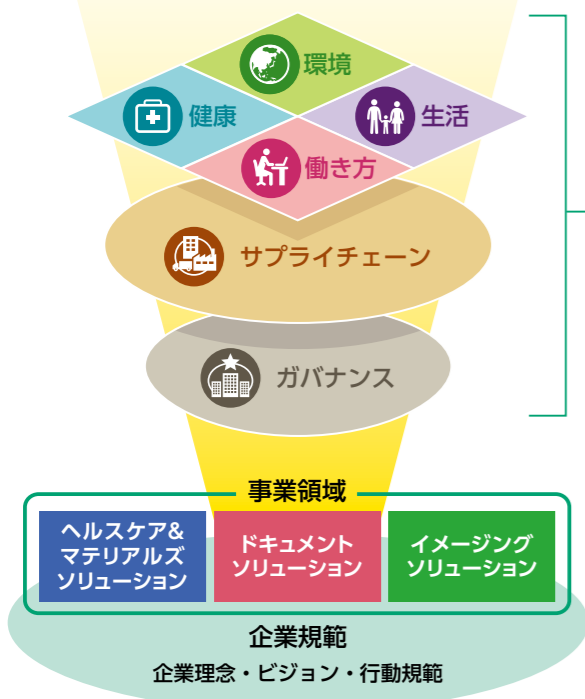 環境
健康
生活
働き方
サプライチェーン
ガバナンス
事業領域
ヘルスケア&
マテリアルズ
ソリューション
ドキュメント
ソリューション
イメージング
ソリューション
企業規範
企業理念・ビジョン・行動規範